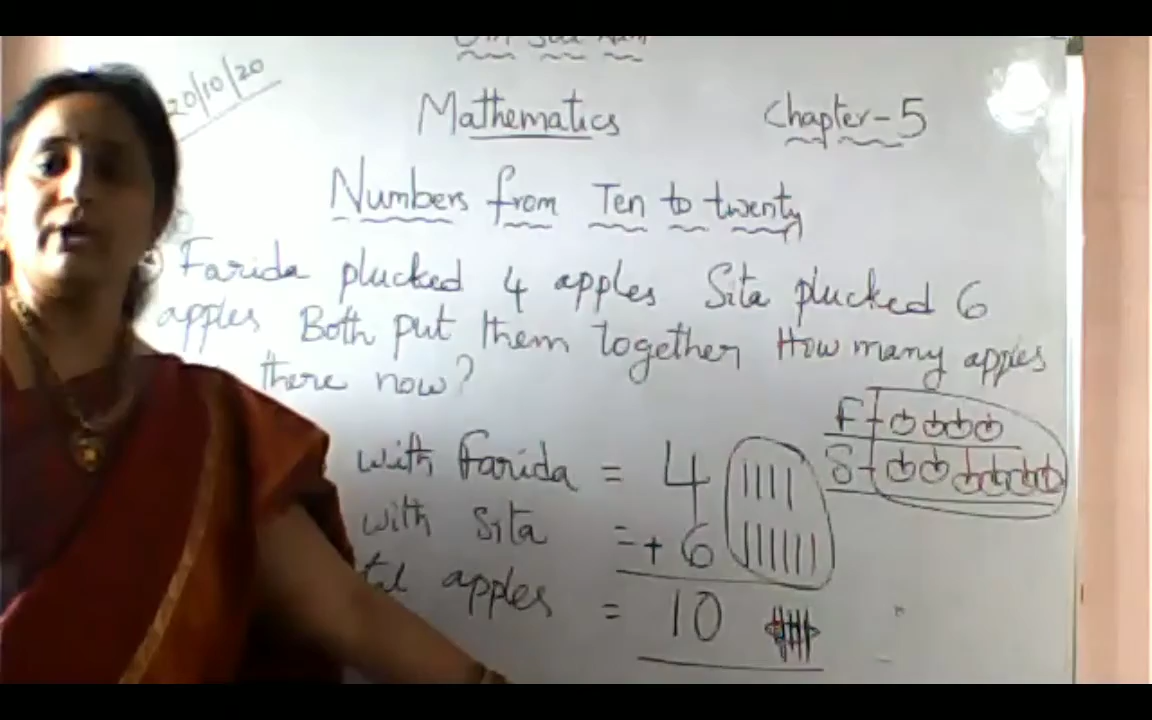 20/10/20
Mathematics Chapter-5
Numbers from Ten to twenty
Farida plucked 4 apples Sita plucked 6
apples Both put them together How many apples
there now?
F
with Farida = 4
S
with Sita = + 6
apples = 10